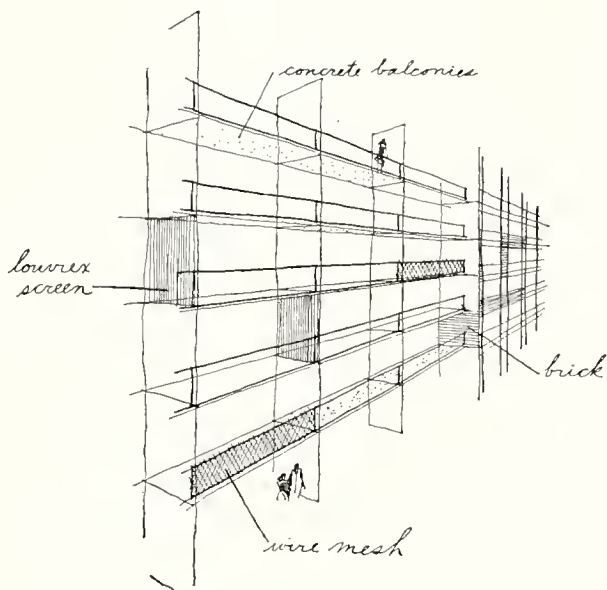 concrete balconies
louvrex
screen
brick
wire mesh